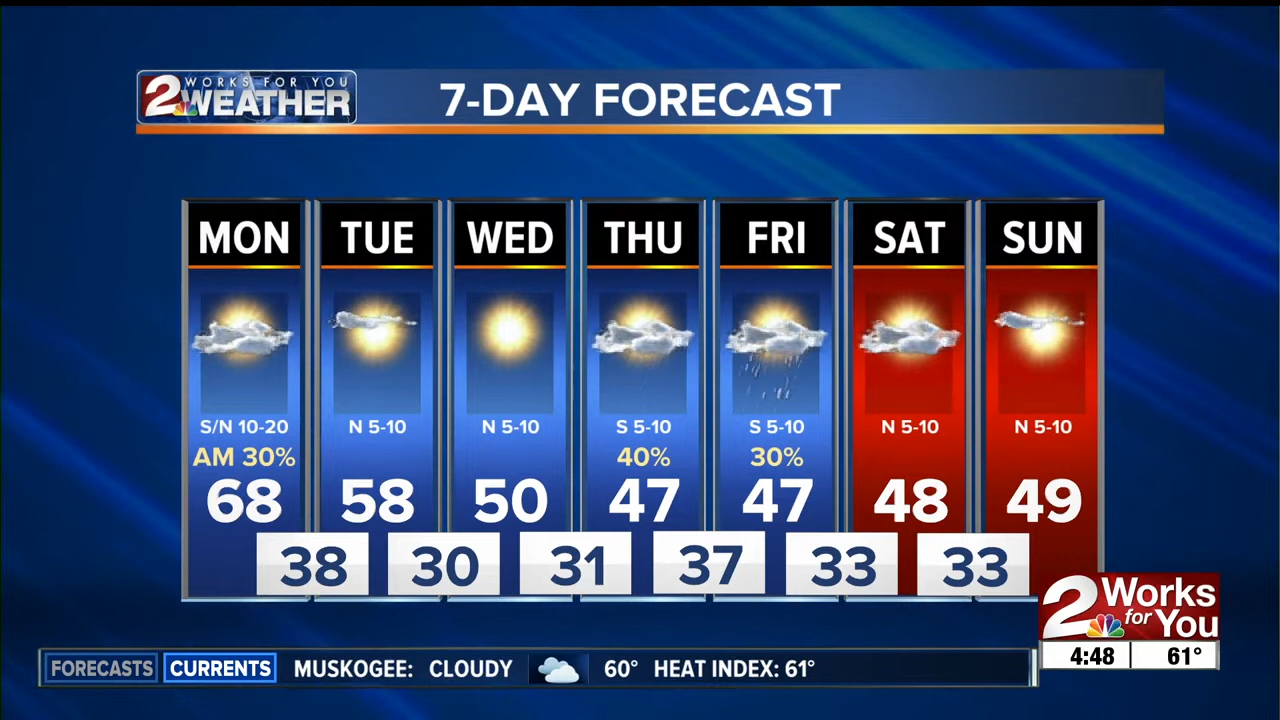 2 WORKS FOR YOU
WEATHER
7-DAY FORECAST
MON TUE WED THU FRI SAT SUN
S/N 10-20 N 5-10 N 5-10 S 5-10 S 5-10 N 5-10 N 5-10
AM 30% 40% 30%
68 58 50 47 47 48 49
38 30 31 37 33 33
2 Works
for You
4:48 61°
FORECASTS CURRENTS MUSKOGEE: CLOUDY 60° HEAT INDEX: 61°